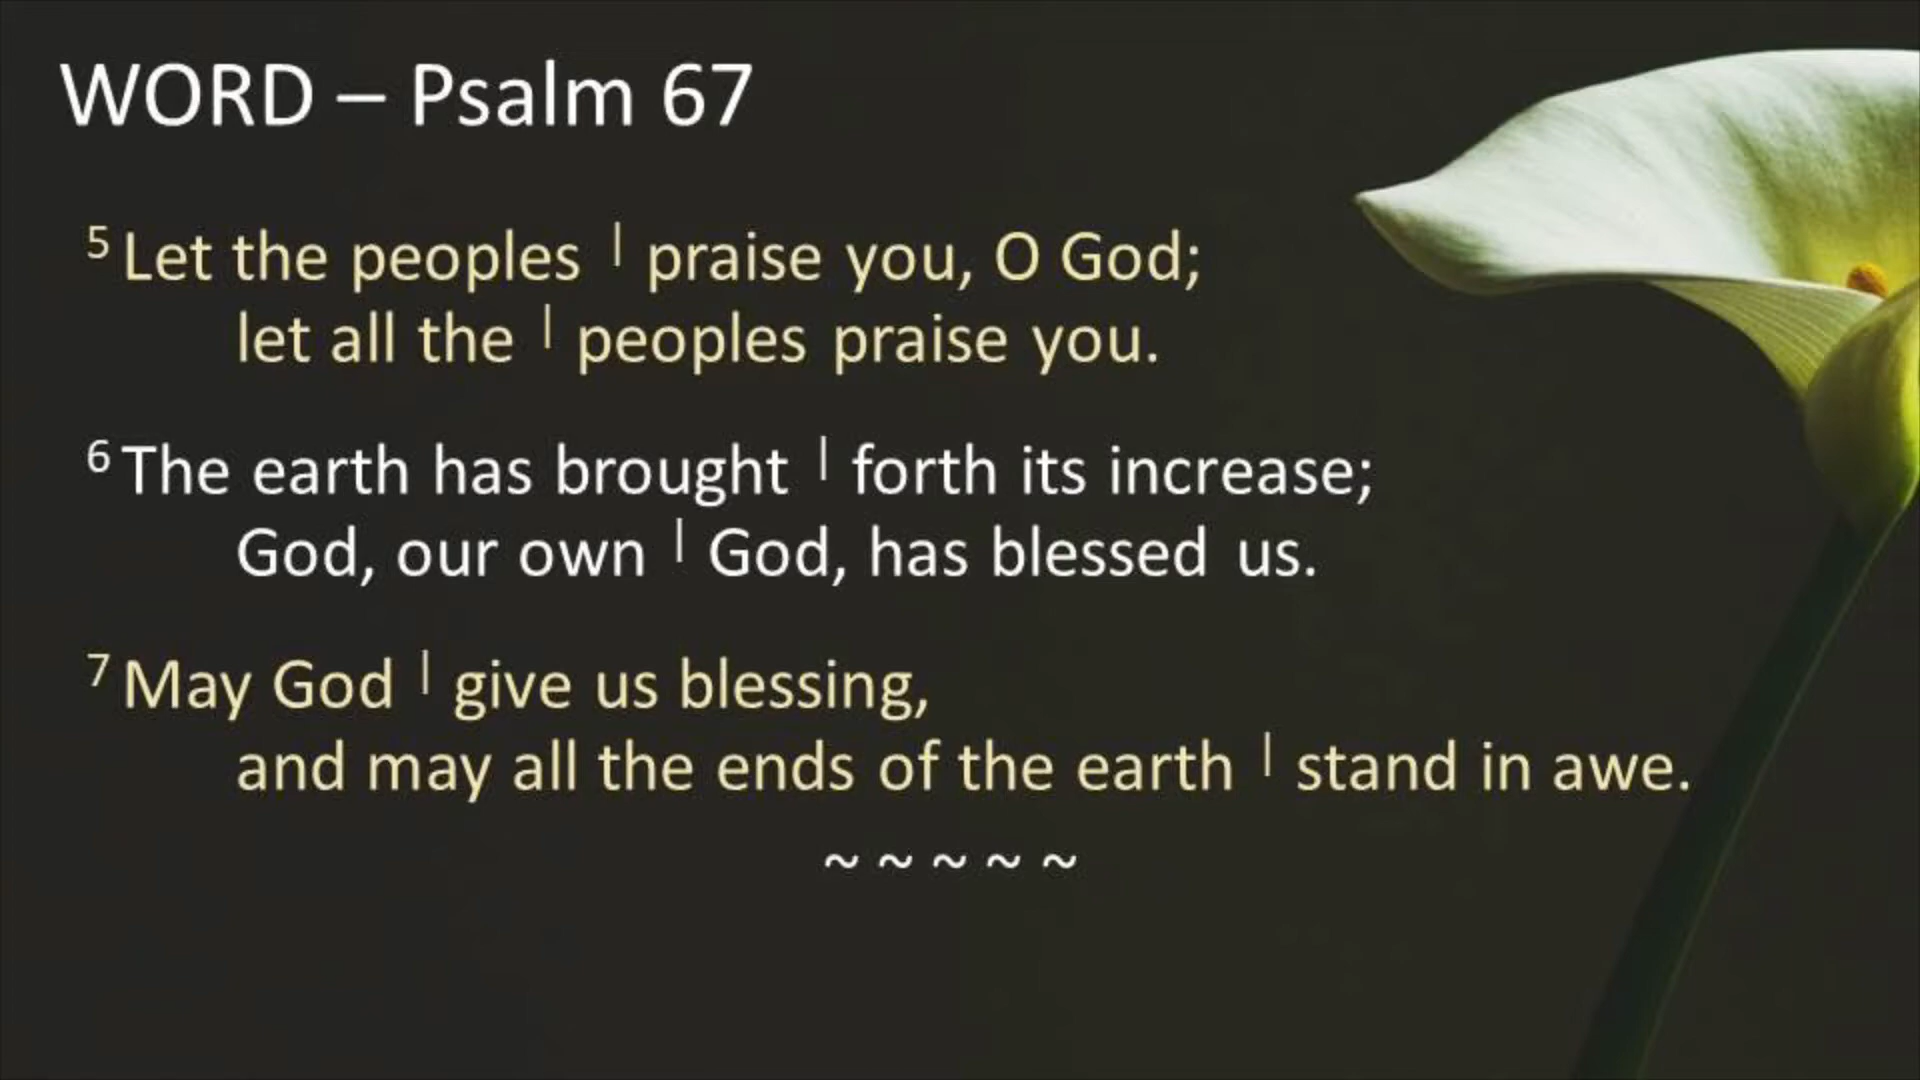 WORD – Psalm 67
5 Let the peoples | praise you, O God;
let all the | peoples praise you.
6 The earth has brought | forth its increase;
God, our own | God, has blessed us.
7 May God | give us blessing,
and may all the ends of the earth | stand in awe.
~ ~ ~ ~ ~